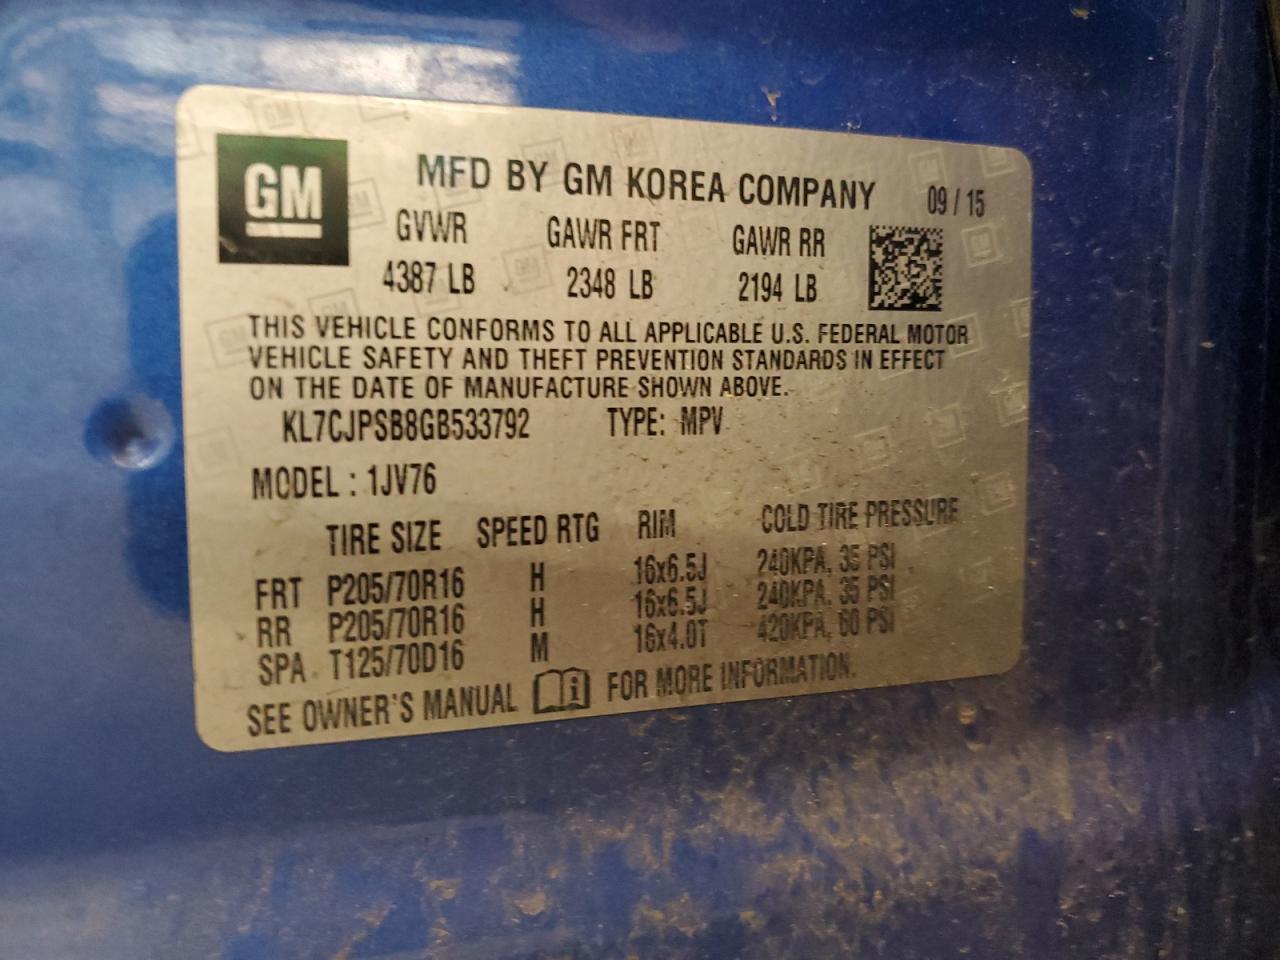 GM
MFD BY GM KOREA COMPANY 09 / 15
GVWR GAWR FRT GAWR RR
4387 LB 2348 LB 2194 LB
THIS VEHICLE CONFORMS TO ALL APPLICABLE U.S. FEDERAL MOTOR
VEHICLE SAFETY AND THEFT PREVENTION STANDARDS IN EFFECT
ON THE DATE OF MANUFACTURE SHOWN ABOVE.
KL7CJPSB8GB533792 TYPE: MPV
MODEL : 1JV76
TIRE SIZE SPEED RTG RIM COLD TIRE PRESSURE
FRT P205/70R16 H 16x6.5J 240KPA, 35 PSI
RR P205/70R16 H 16x6.5J 240KPA, 35 PSI
SPA T125/70D16 M 16x4.0T 420KPA, 60 PSI
SEE OWNER'S MANUAL i FOR MORE INFORMATION.